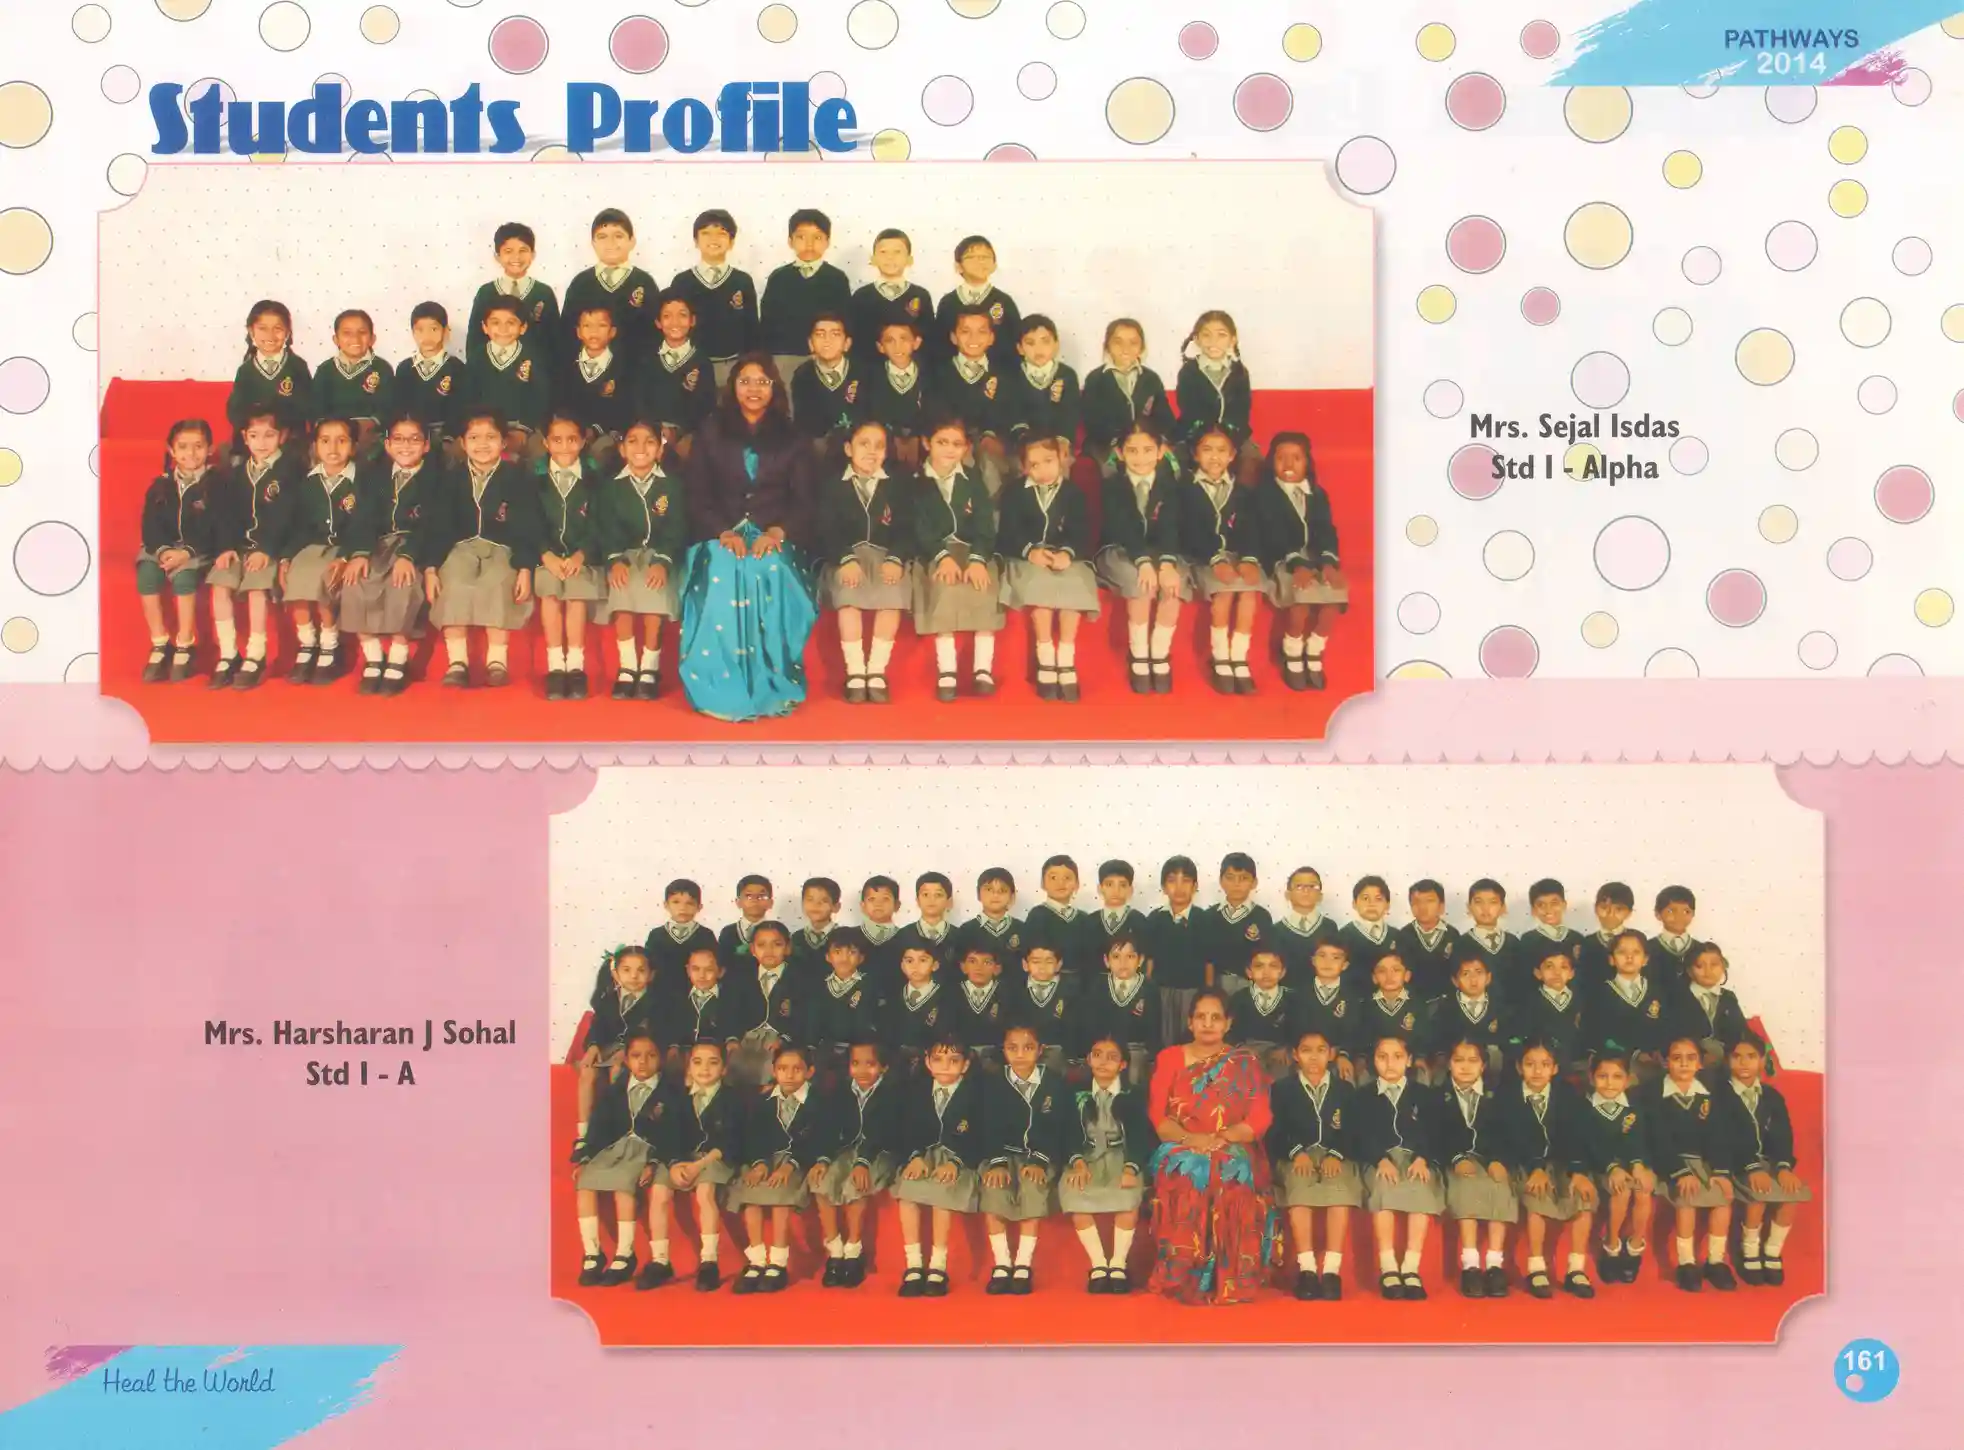 PATHWAYS
2014
Students Profile
Mrs. Sejal Isdas
Std I - Alpha
Mrs. Harsharan J Sohal
Std I - A
Heal the World
161